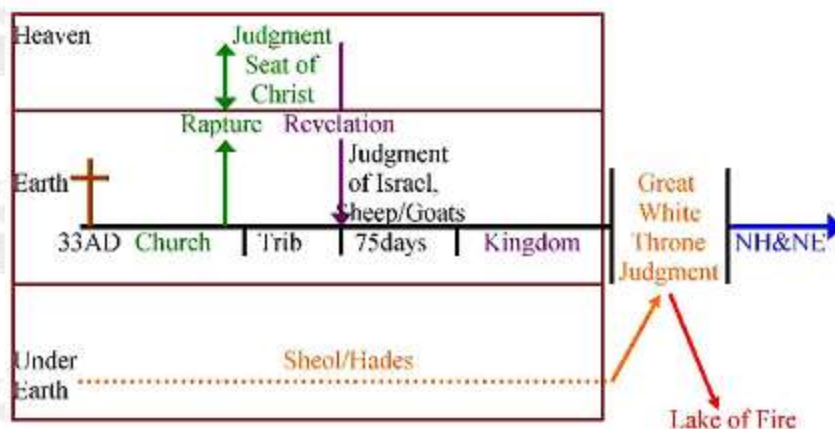 Heaven
Judgment
Seat of
Christ
Rapture
Revelation
Earth
Judgment
of Israel,
Sheep/Goats
33AD
Church
Trib
75days
Kingdom
Great
White
Throne
Judgment
NH&NE
Under
Earth
Sheol/Hades
Lake of Fire